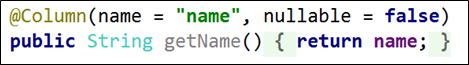 @Column(name = "name", nullable = false)
public String getName() { return name; }